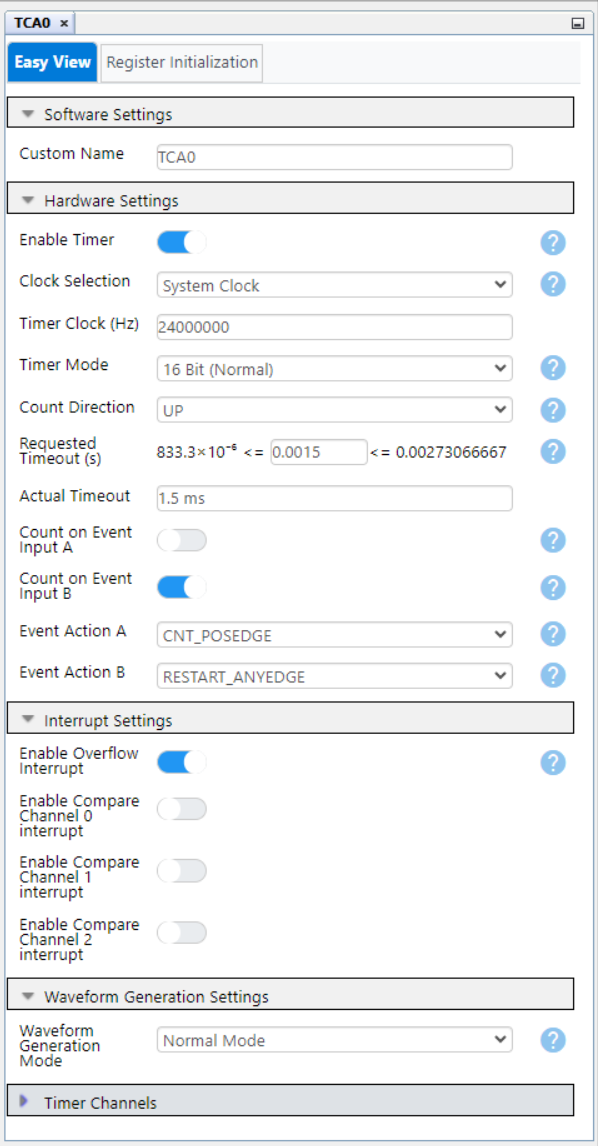 TCA0 ×
Easy View Register Initialization
Software Settings
Custom Name TCA0
Hardware Settings
Enable Timer ?
Clock Selection System Clock ?
Timer Clock (Hz) 24000000
Timer Mode 16 Bit (Normal) ?
Count Direction UP ?
Requested
Timeout (s) 833.3×10⁻⁶ <= 0.0015 <= 0.00273066667 ?
Actual Timeout 1.5 ms
Count on Event
Input A ?
Count on Event
Input B ?
Event Action A CNT_POSEDGE ?
Event Action B RESTART_ANYEDGE ?
Interrupt Settings
Enable Overflow
Interrupt ?
Enable Compare
Channel 0
interrupt
Enable Compare
Channel 1
interrupt
Enable Compare
Channel 2
interrupt
Waveform Generation Settings
Waveform
Generation
Mode Normal Mode ?
Timer Channels